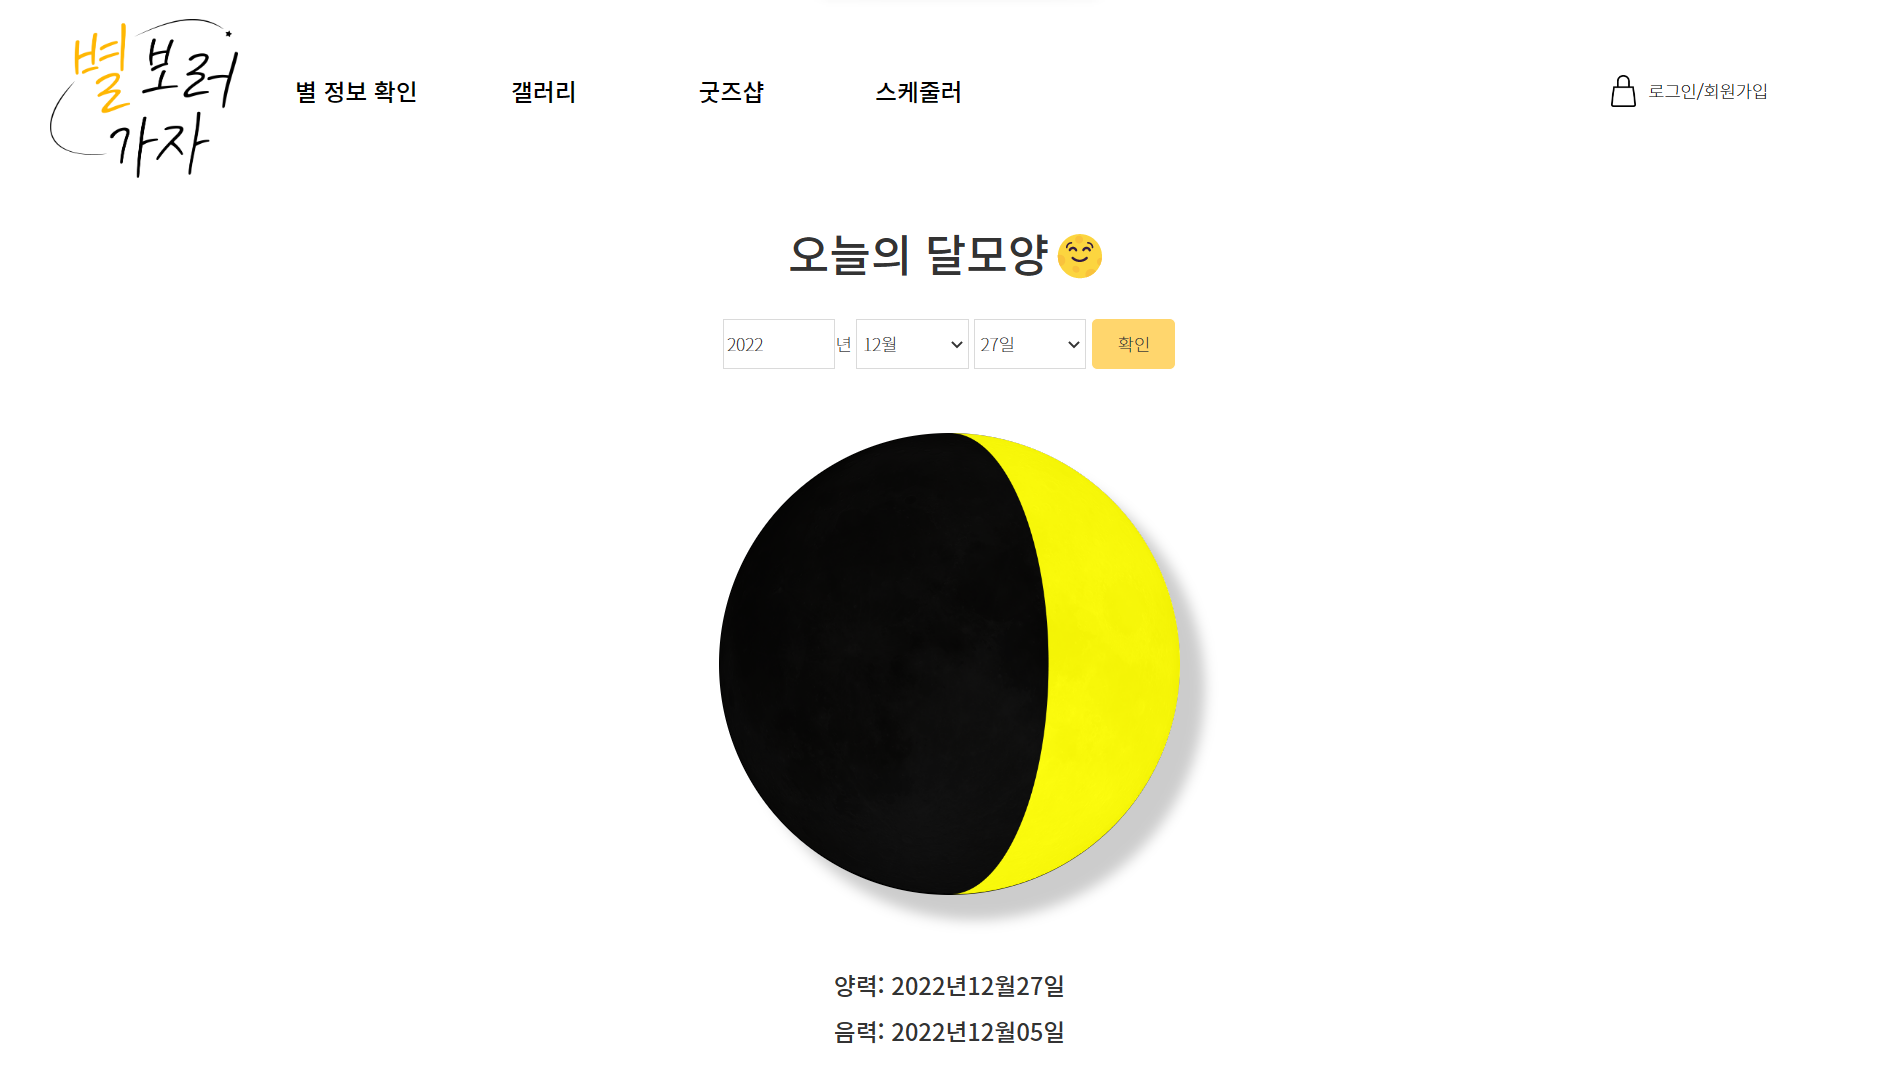 별 보러
가자
별 정보 확인 갤러리 굿즈샵 스케줄러 로그인/회원가입
오늘의 달모양
2022 년 12월 27일 확인
양력: 2022년12월27일
음력: 2022년12월05일